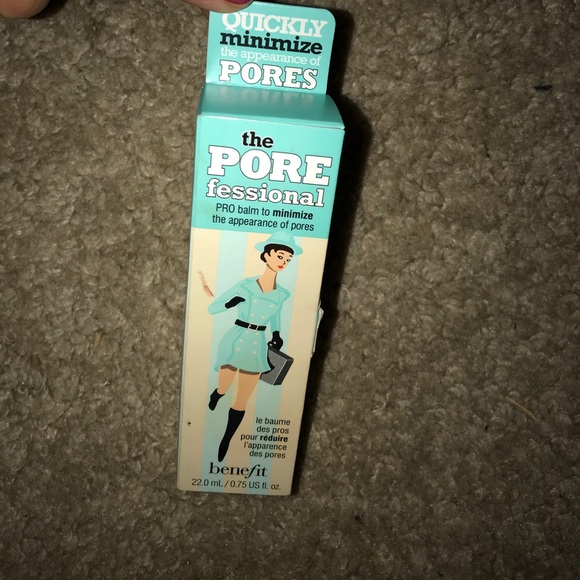 QUICKLY
minimize
the appearance of
PORES
the
PORE
fessional
PRO balm to minimize
the appearance of pores
le baume
des pros
pour réduire
l'apparence
des pores
benefit
22.0 mL / 0.75 US fl. oz.